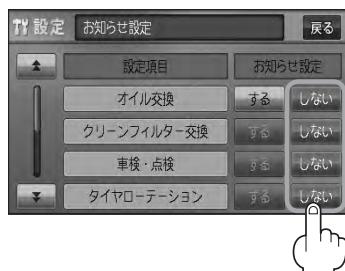 設定 お知らせ設定 戻る
設定項目 お知らせ設定
オイル交換 する しない
クリーンフィルター交換 する しない
車検・点検 する しない
タイヤローテーション する しない